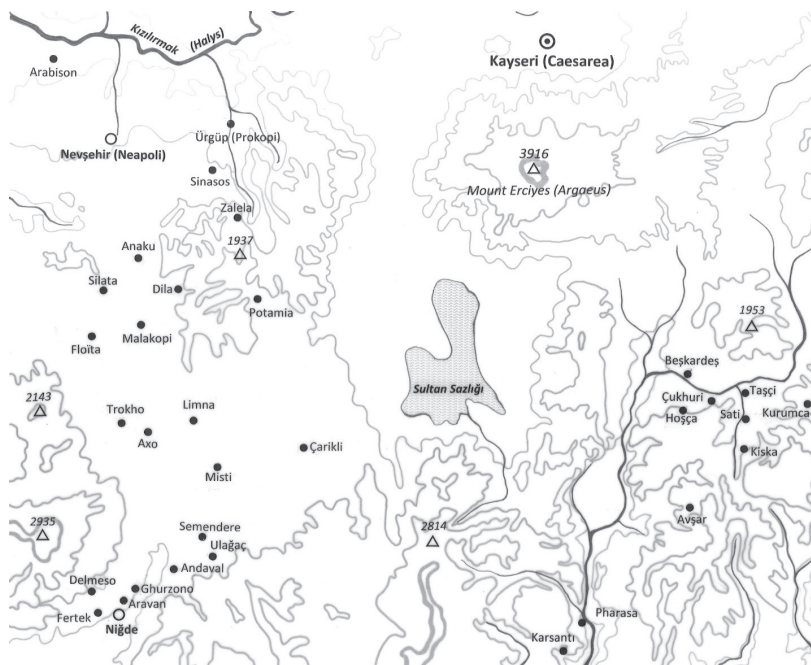 Kızılırmak (Halys)
Arabison
Kayseri (Caesarea)
Ürgüp (Prokopi)
Nevşehir (Neapoli)
3916
Sinasos
Mount Erciyes (Argaeus)
Zalela
1937
Anaku
Silata
Dila
Potamia
1953
Malakopi
Floïta
Beşkardeş
Sultan Sazlığı
2143
Taşçi
Çukhuri
Trokho
Limna
Hosça
Sati
Kurumca
Axo
Çarikli
Kiska
Misti
2935
Avşar
Semendere
2814
Ulağaç
Andaval
Delmeso
Ghurzono
Aravan
Fertek
Niğde
Pharasa
Karsantı